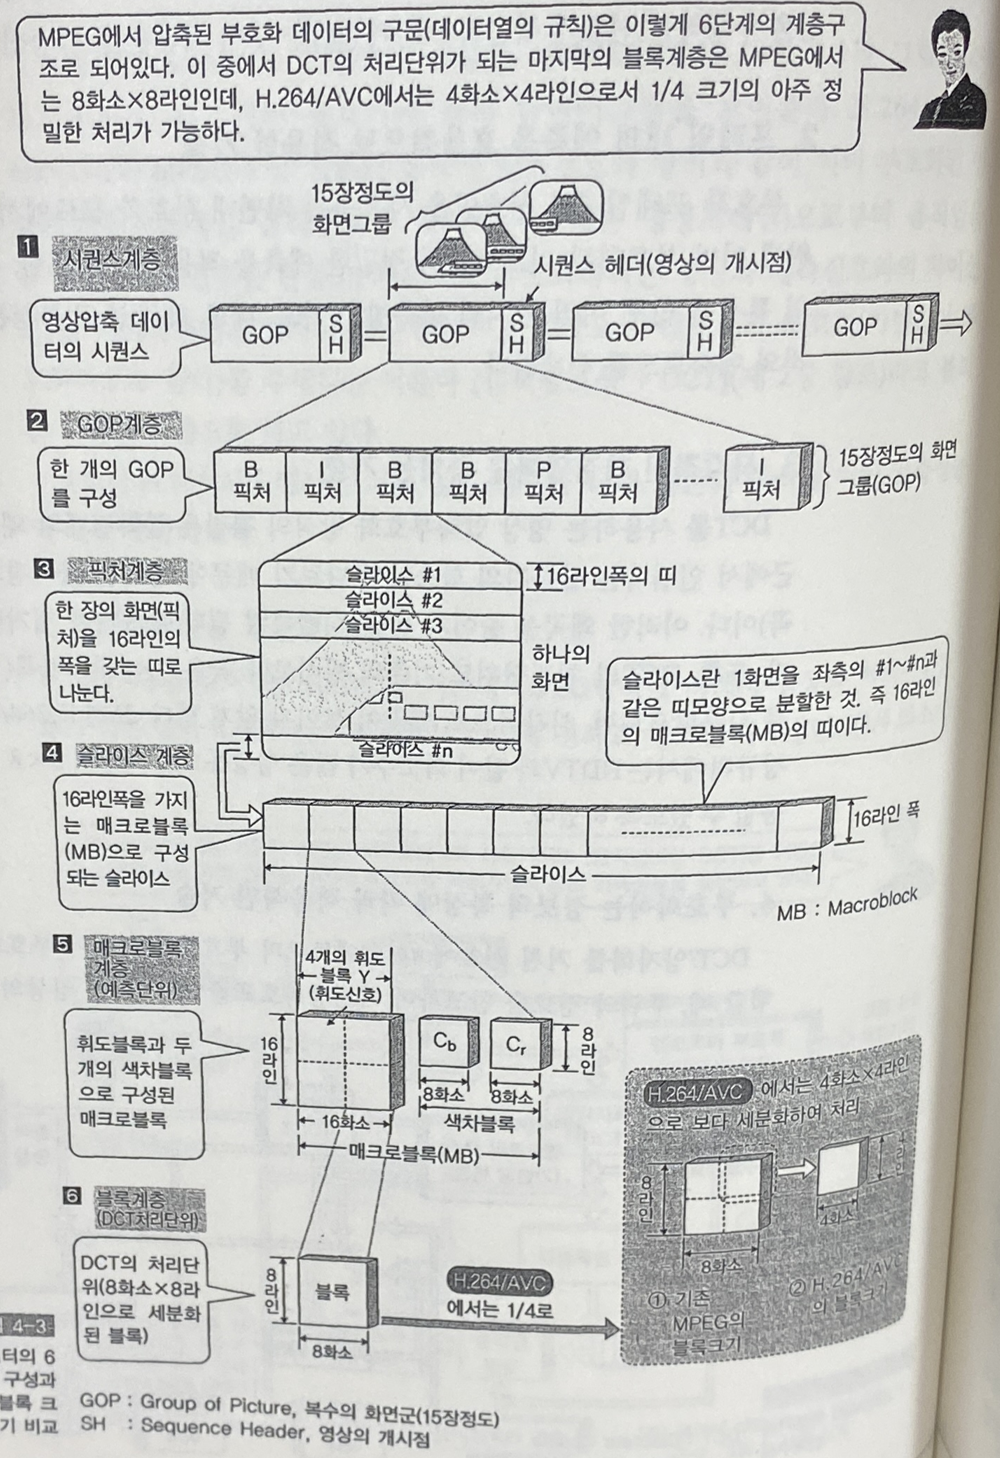 MPEG에서 압축된 부호화 데이터의 구문(데이터열의 규칙)은 이렇게 6단계의 계층구
조로 되어있다. 이 중에서 DCT의 처리단위가 되는 마지막의 블록계층은 MPEG에서
는 8화소×8라인인데, H.264/AVC에서는 4화소×4라인으로서 1/4 크기의 아주 정
밀한 처리가 가능하다.
15장정도의
화면그룹
1 시퀀스계층
시퀀스 헤더(영상의 개시점)
영상압축 데이
터의 시퀀스
GOP SH GOP SH GOP SH GOP SH
2 GOP계층
한 개의 GOP
를 구성
B 픽처 I 픽처 B 픽처 B 픽처 P 픽처 B 픽처 I 픽처
15장정도의 화면
그룹(GOP)
3 픽처계층
한 장의 화면(픽
처)을 16라인의
폭을 갖는 띠로
나눈다.
슬라이스 #1
슬라이스 #2
슬라이스 #3
슬라이스 #n
16라인폭의 띠
하나의
화면
슬라이스란 1화면을 좌측의 #1~#n과
같은 띠모양으로 분할한 것. 즉 16라인
의 매크로블록(MB)의 띠이다.
4 슬라이스 계층
16라인폭을 가지
는 매크로블록
(MB)으로 구성
되는 슬라이스
16라인 폭
슬라이스
MB : Macroblock
5 매크로블록
계층
(예측단위)
휘도블록과 두
개의 색차블록
으로 구성된
매크로블록
4개의 휘도
블록 Y
(휘도신호)
16라인
Cb
Cr
8라인
16화소
8화소
8화소
색차블록
매크로블록(MB)
6 블록계층
(DCT처리단위)
DCT의 처리단
위(8화소×8라
인으로 세분화
된 블록)
8라인
블록
8화소
H.264/AVC
에서는 1/4로
H.264/AVC 에서는 4화소×4라인
으로 보다 세분화하여 처리
8라인
8화소
4라인
4화소
① 기존
MPEG의
블록크기
② H.264/AVC
의 블록크기
4-3
터의 6
구성과
블록 크
기 비교
GOP : Group of Picture, 복수의 화면군(15장정도)
SH : Sequence Header, 영상의 개시점